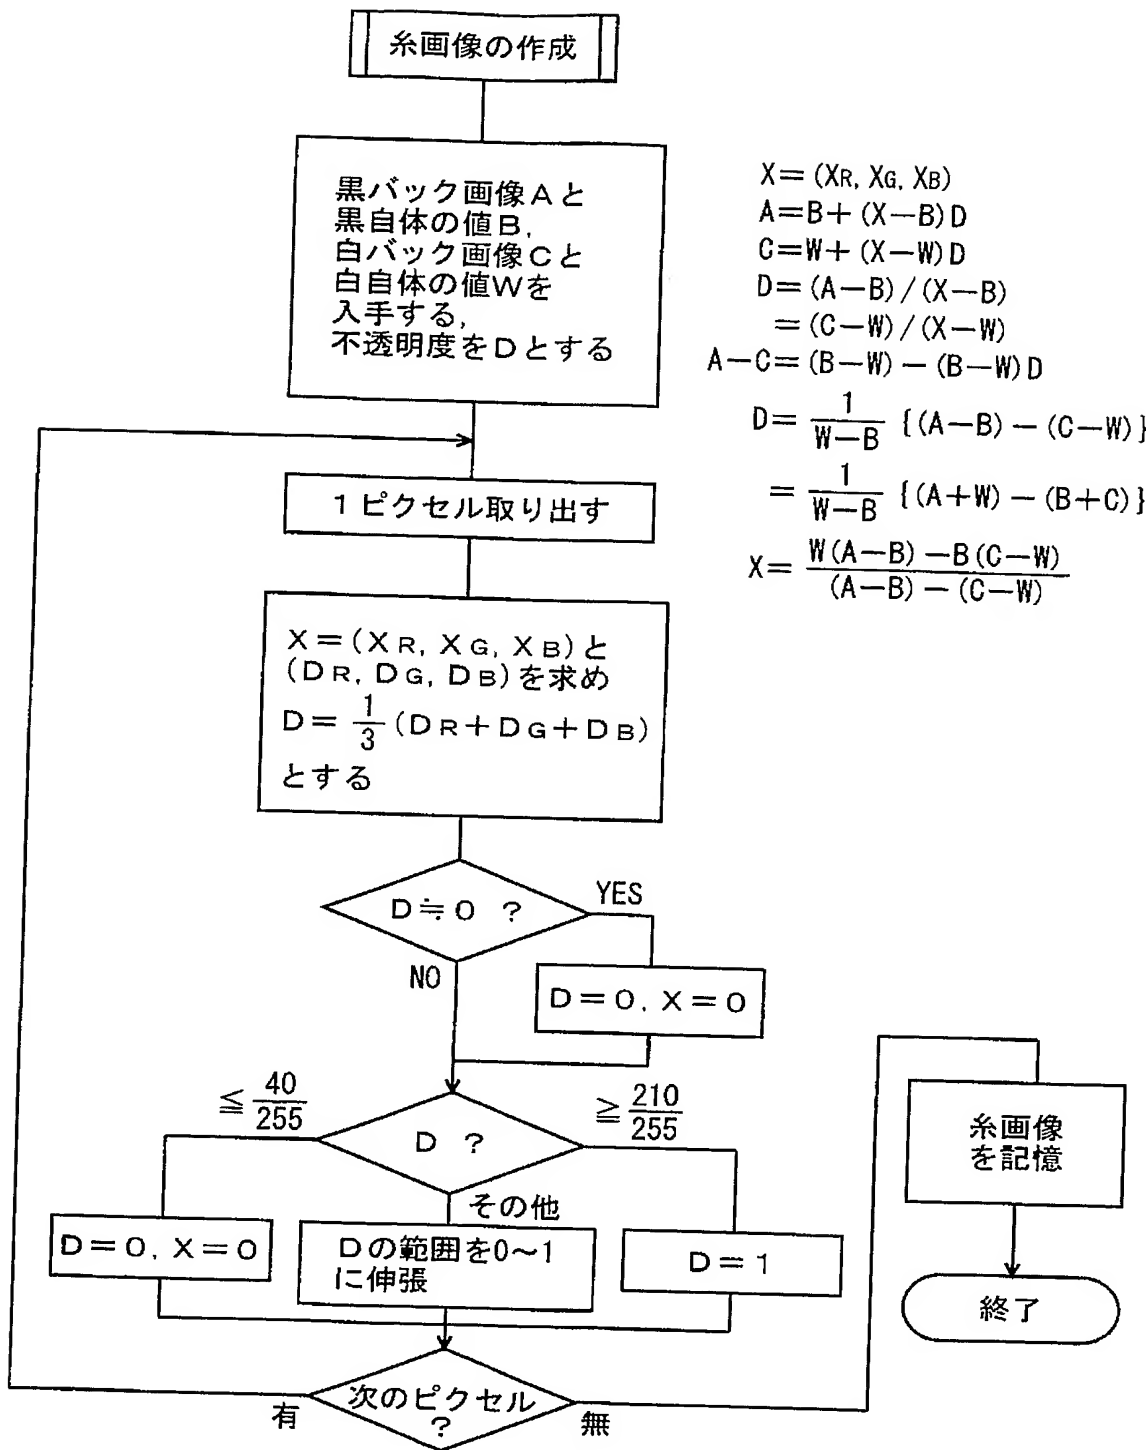 糸画像の作成
黒バック画像Aと
黒自体の値B,
白バック画像Cと
白自体の値Wを
入手する,
不透明度をDとする
X=(XR, XG, XB)
A=B+(X-B)D
C=W+(X-W)D
D=(A-B)/(X-B)
=(C-W)/(X-W)
A-C=(B-W)-(B-W)D
D=1/(W-B) {(A-B)-(C-W)}
=1/(W-B) {(A+W)-(B+C)}
X=(W(A-B)-B(C-W))/((A-B)-(C-W))
1ピクセル取り出す
X=(XR, XG, XB)と
(DR, DG, DB)を求め
D=1/3(DR+DG+DB)
とする
D≒0 ?
YES
NO
D=0, X=0
≦40/255
D ?
≧210/255
その他
D=0, X=0
Dの範囲を0~1
に伸張
D=1
次のピクセル
?
有
無
糸画像
を記憶
終了